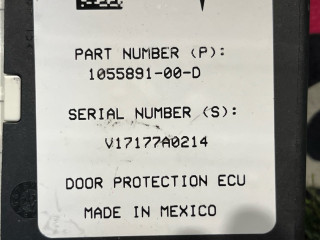 PART NUMBER (P):
1055891-00-D
SERIAL NUMBER (S):
V17177A0214
DOOR PROTECTION ECU
MADE IN MEXICO